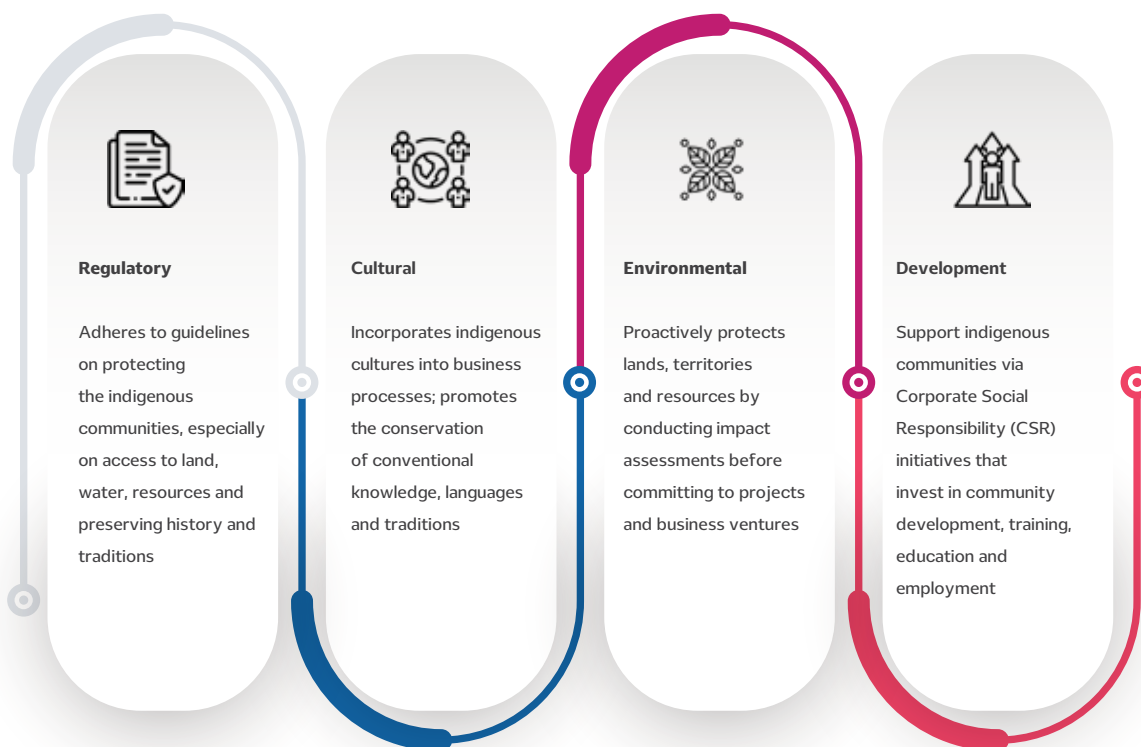 Regulatory
Adheres to guidelines
on protecting
the indigenous
communities, especially
on access to land,
water, resources and
preserving history and
traditions
Cultural
Incorporates indigenous
cultures into business
processes; promotes
the conservation
of conventional
knowledge, languages
and traditions
Environmental
Proactively protects
lands, territories
and resources by
conducting impact
assessments before
committing to projects
and business ventures
Development
Support indigenous
communities via
Corporate Social
Responsibility (CSR)
initiatives that
invest in community
development, training,
education and
employment